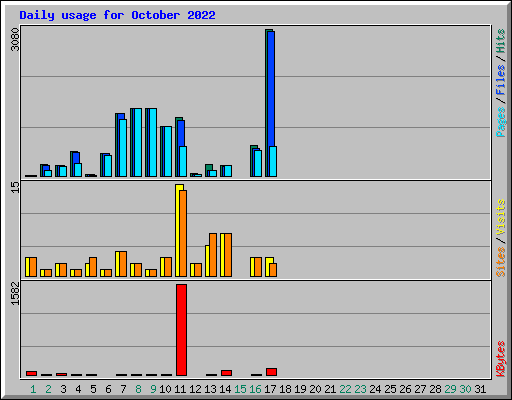 Daily usage for October 2022
3080
Pages / Files / Hits
15
Sites / Visits
1582
KBytes
1 2 3 4 5 6 7 8 9 10 11 12 13 14 15 16 17 18 19 20 21 22 23 24 25 26 27 28 29 30 31